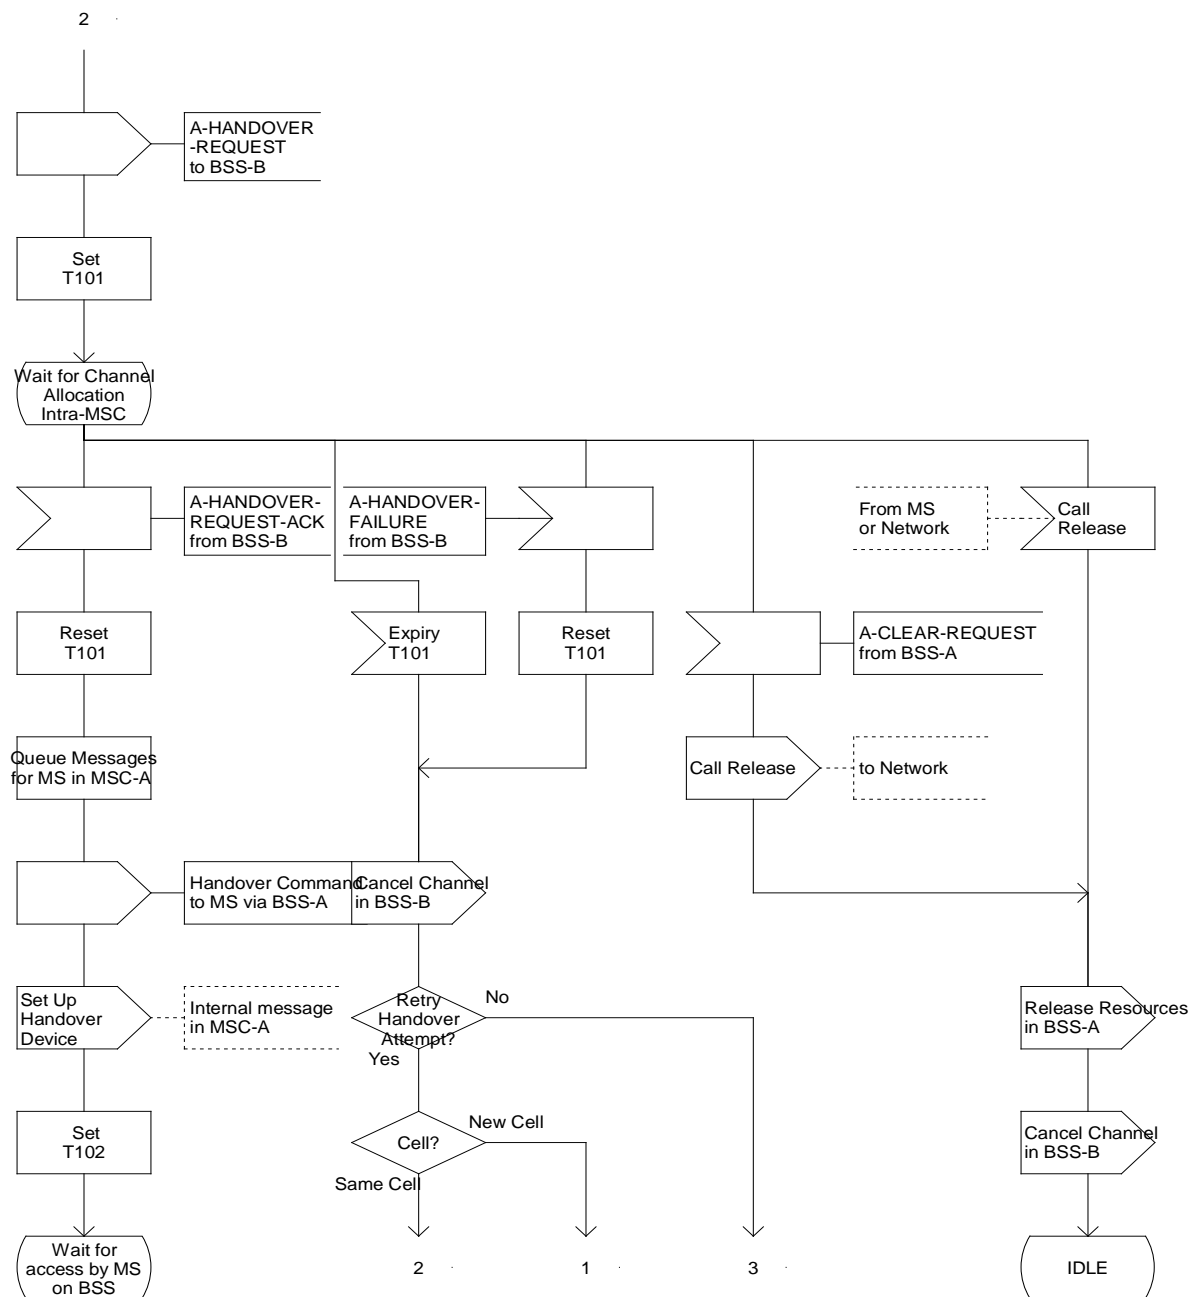 2
A-HANDOVER
-REQUEST
to BSS-B
Set
T101
Wait for Channel
Allocation
Intra-MSC
A-HANDOVER-
REQUEST-ACK
from BSS-B
A-HANDOVER-
FAILURE
from BSS-B
From MS
or Network
Call
Release
Reset
T101
Expiry
T101
Reset
T101
A-CLEAR-REQUEST
from BSS-A
Queue Messages
for MS in MSC-A
Call Release
to Network
Handover Command
to MS via BSS-A
Cancel Channel
in BSS-B
Set Up
Handover
Device
Internal message
in MSC-A
Retry
Handover
Attempt?
No
Yes
Release Resources
in BSS-A
Set
T102
Cell?
New Cell
Same Cell
Cancel Channel
in BSS-B
Wait for
access by MS
on BSS
2
1
3
IDLE